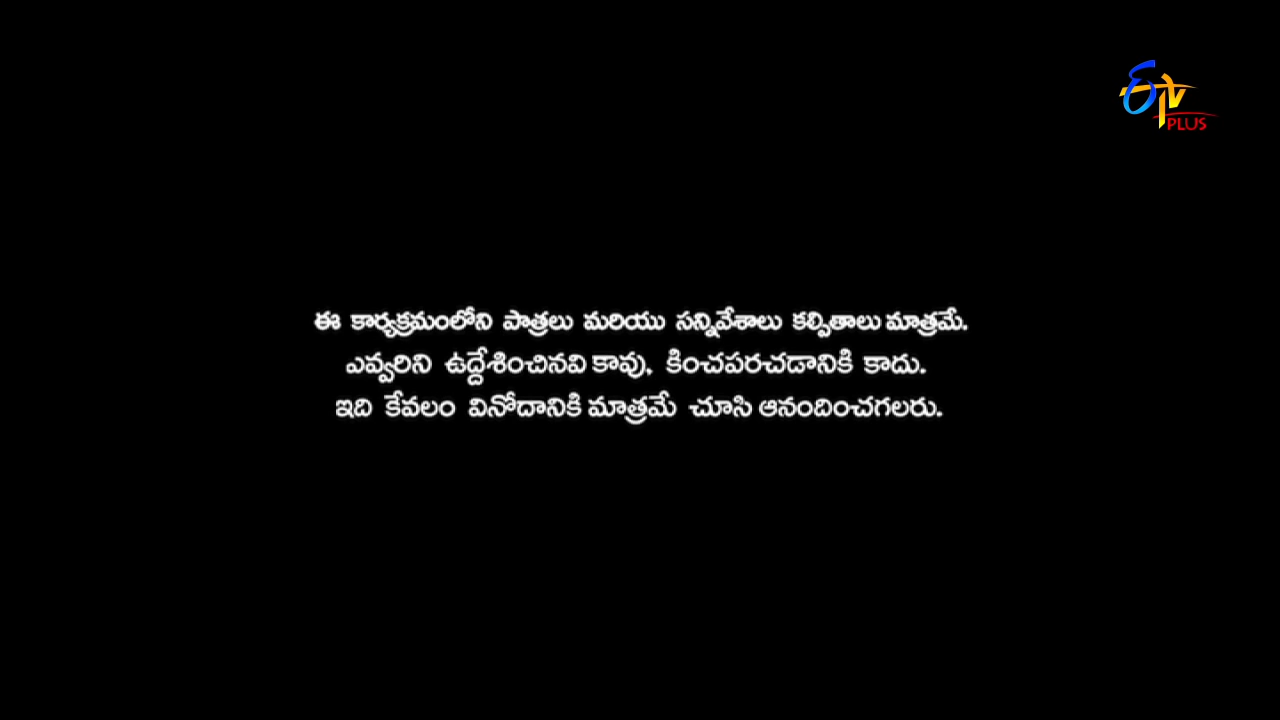 ETV
PLUS
ఈ కార్యక్రమంలోని పాత్రలు మరియు సన్నివేశాలు కల్పితాలు మాత్రమే.
ఎవ్వరిని ఉద్దేశించినవి కావు, కించపరచడానికి కాదు.
ఇది కేవలం వినోదానికి మాత్రమే చూసి ఆనందించగలరు.